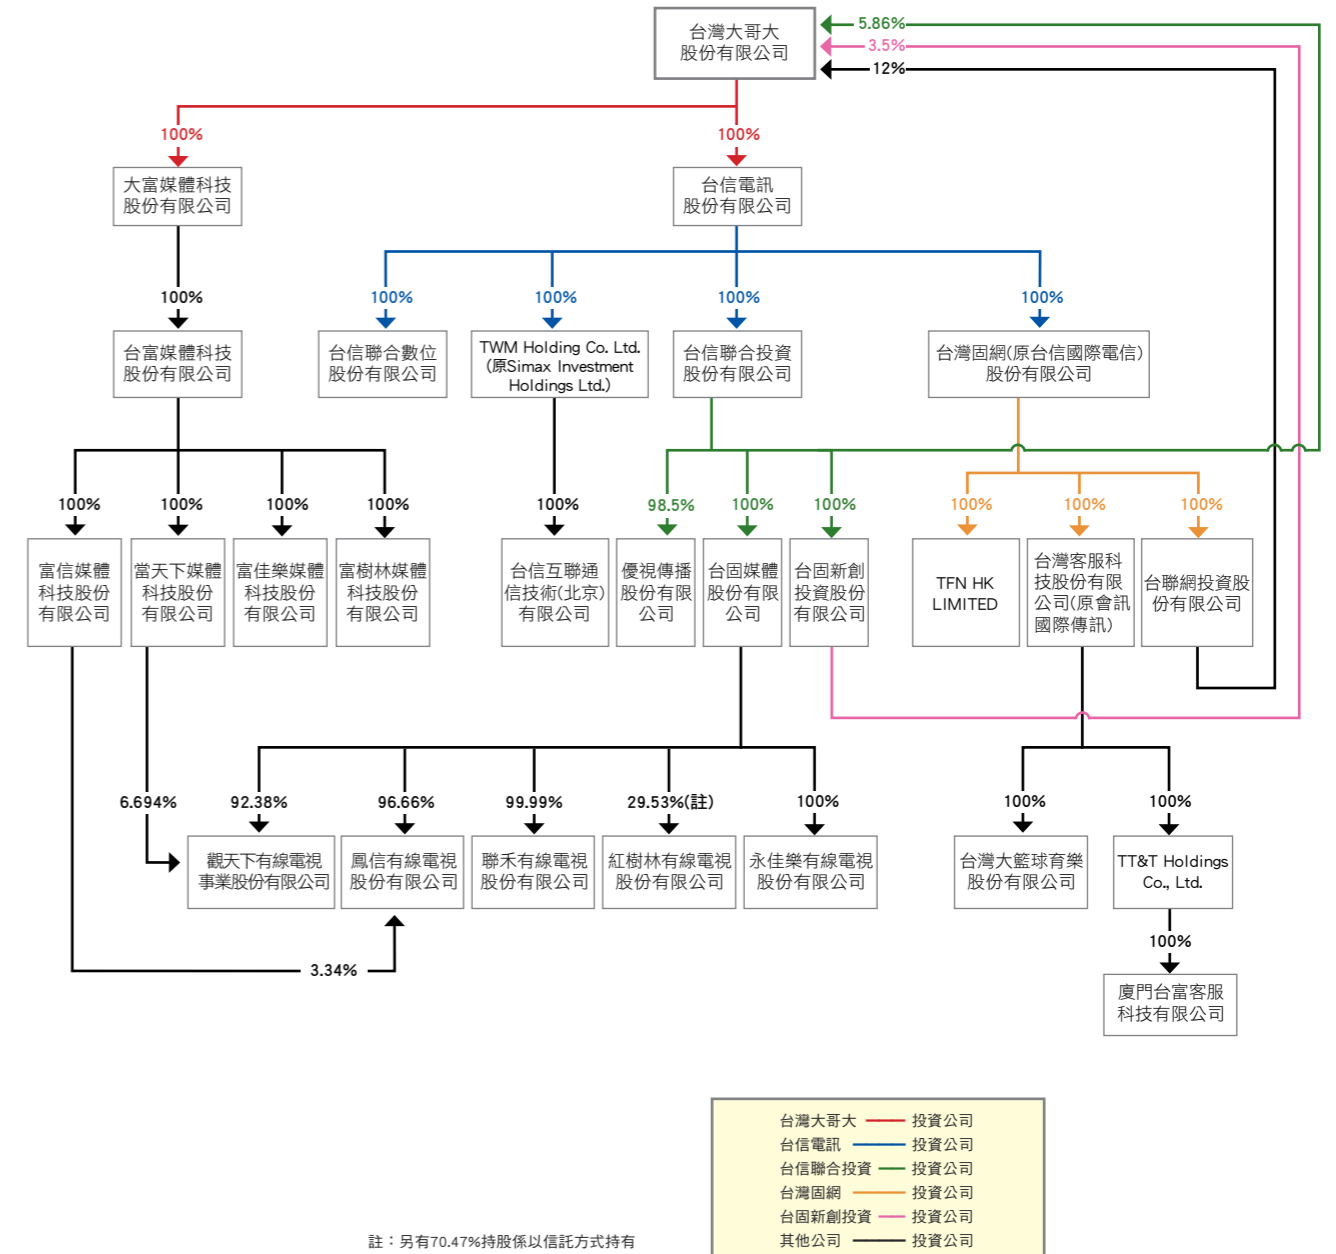 台灣大哥大
股份有限公司
5.86%
3.5%
12%
100%
100%
大富媒體科技
股份有限公司
台信電訊
股份有限公司
100%
100%
100%
100%
100%
台富媒體科技
股份有限公司
台信聯合數位
股份有限公司
TWM Holding Co. Ltd.
(原Simax Investment
Holdings Ltd.)
台信聯合投資
股份有限公司
台灣固網(原台信國際電信)
股份有限公司
100%
100%
100%
100%
100%
98.5%
100%
100%
100%
100%
100%
富信媒體
科技股份
有限公司
當天下媒體
科技股份
有限公司
富佳樂媒體
科技股份
有限公司
富樹林媒體
科技股份
有限公司
台信互聯通
信技術(北京)
有限公司
優視傳播
股份有限
公司
台固媒體
股份有限
公司
台固新創
投資股份
有限公司
TFN HK
LIMITED
台灣客服科
技股份有限
公司(原會訊
國際傳訊)
台聯網投資股
份有限公司
6.694%
92.38%
96.66%
99.99%
29.53%(註)
100%
100%
100%
觀天下有線電視
事業股份有限公司
鳳信有線電視
股份有限公司
聯禾有線電視
股份有限公司
紅樹林有線電視
股份有限公司
永佳樂有線電視
股份有限公司
台灣大籃球育樂
股份有限公司
TT&T Holdings
Co., Ltd.
3.34%
100%
廈門台富客服
科技有限公司
台灣大哥大 投資公司
台信電訊 投資公司
台信聯合投資 投資公司
台灣固網 投資公司
台固新創投資 投資公司
其他公司 投資公司
註：另有70.47%持股係以信託方式持有